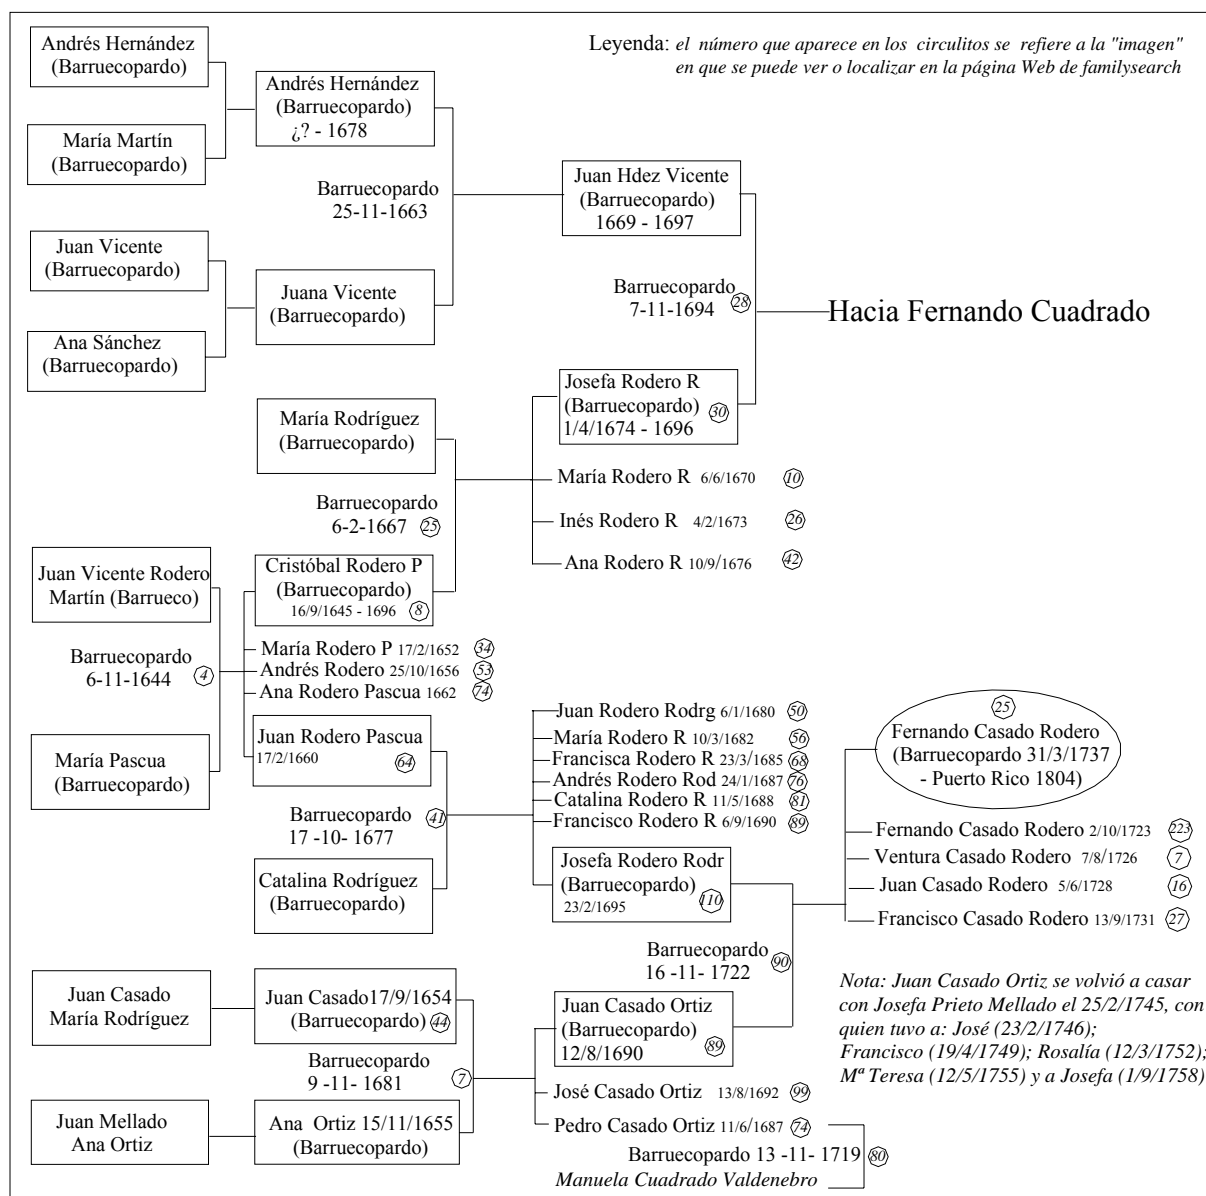 Leyenda: el número que aparece en los circulitos se refiere a la "imagen"
en que se puede ver o localizar en la página Web de familysearch
Andrés Hernández
(Barruecopardo)
María Martín
(Barruecopardo)
Juan Vicente
(Barruecopardo)
Ana Sánchez
(Barruecopardo)
Andrés Hernández
(Barruecopardo)
¿? - 1678
Barruecopardo
25-11-1663
Juana Vicente
(Barruecopardo)
Juan Hdez Vicente
(Barruecopardo)
1669 - 1697
Barruecopardo
7-11-1694 28
Hacia Fernando Cuadrado
Josefa Rodero R
(Barruecopardo) 30
1/4/1674 - 1696
María Rodero R 6/6/1670 10
Inés Rodero R 4/2/1673 26
Ana Rodero R 10/9/1676 42
María Rodríguez
(Barruecopardo)
Barruecopardo
6-2-1667 25
Cristóbal Rodero P
(Barruecopardo)
16/9/1645 - 1696 8
Juan Vicente Rodero
Martín (Barrueco)
Barruecopardo
6-11-1644 4
María Pascua
(Barruecopardo)
María Rodero P 17/2/1652 34
Andrés Rodero 25/10/1656 53
Ana Rodero Pascua 1662 74
Juan Rodero Pascua
17/2/1660 64
Barruecopardo 41
17 -10- 1677
Catalina Rodríguez
(Barruecopardo)
Juan Rodero Rodrg 6/1/1680 50
María Rodero R 10/3/1682 56
Francisca Rodero R 23/3/1685 68
Andrés Rodero Rod 24/1/1687 76
Catalina Rodero R 11/5/1688 81
Francisco Rodero R 6/9/1690 89
Josefa Rodero Rodr
(Barruecopardo)
23/2/1695 110
Barruecopardo
16 -11- 1722 90
25
Fernando Casado Rodero
(Barruecopardo 31/3/1737
- Puerto Rico 1804)
Fernando Casado Rodero 2/10/1723 223
Ventura Casado Rodero 7/8/1726 7
Juan Casado Rodero 5/6/1728 16
Francisco Casado Rodero 13/9/1731 27
Juan Casado
María Rodríguez
Juan Casado17/9/1654
(Barruecopardo) 44
Barruecopardo
9 -11- 1681 7
Juan Mellado
Ana Ortiz
Ana Ortiz 15/11/1655
(Barruecopardo)
Juan Casado Ortiz
(Barruecopardo)
12/8/1690 89
José Casado Ortiz 13/8/1692 99
Pedro Casado Ortiz 11/6/1687 74
Barruecopardo 13 -11- 1719 80
Manuela Cuadrado Valdenebro
Nota: Juan Casado Ortiz se volvió a casar
con Josefa Prieto Mellado el 25/2/1745, con
quien tuvo a: José (23/2/1746);
Francisco (19/4/1749); Rosalía (12/3/1752);
Mª Teresa (12/5/1755) y a Josefa (1/9/1758)